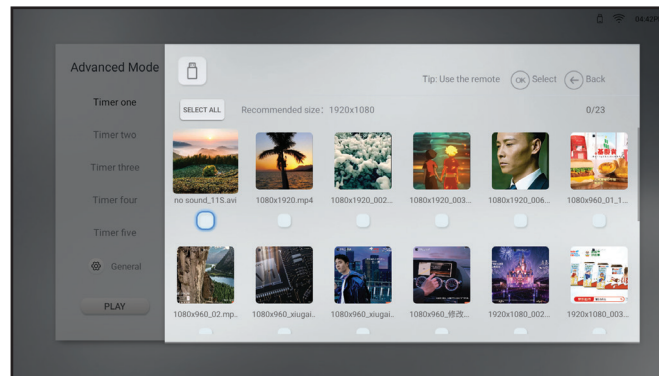 04:42P
Advanced Mode
Timer one
Timer two
Timer three
Timer four
Timer five
General
PLAY
Tip: Use the remote OK Select Back
SELECT ALL Recommended size: 1920x1080 0/23
no sound_11S.avi 1080x1920.mp4 1080x1920_002... 1080x1920_003... 1080x1920_006... 1080x960_01_1...
1080x960_02.mp.. 1080x960_xiugai.. 1080x960_xiugai.. 1080x960_修改.. 1920x1080_002... 1920x1080_003...